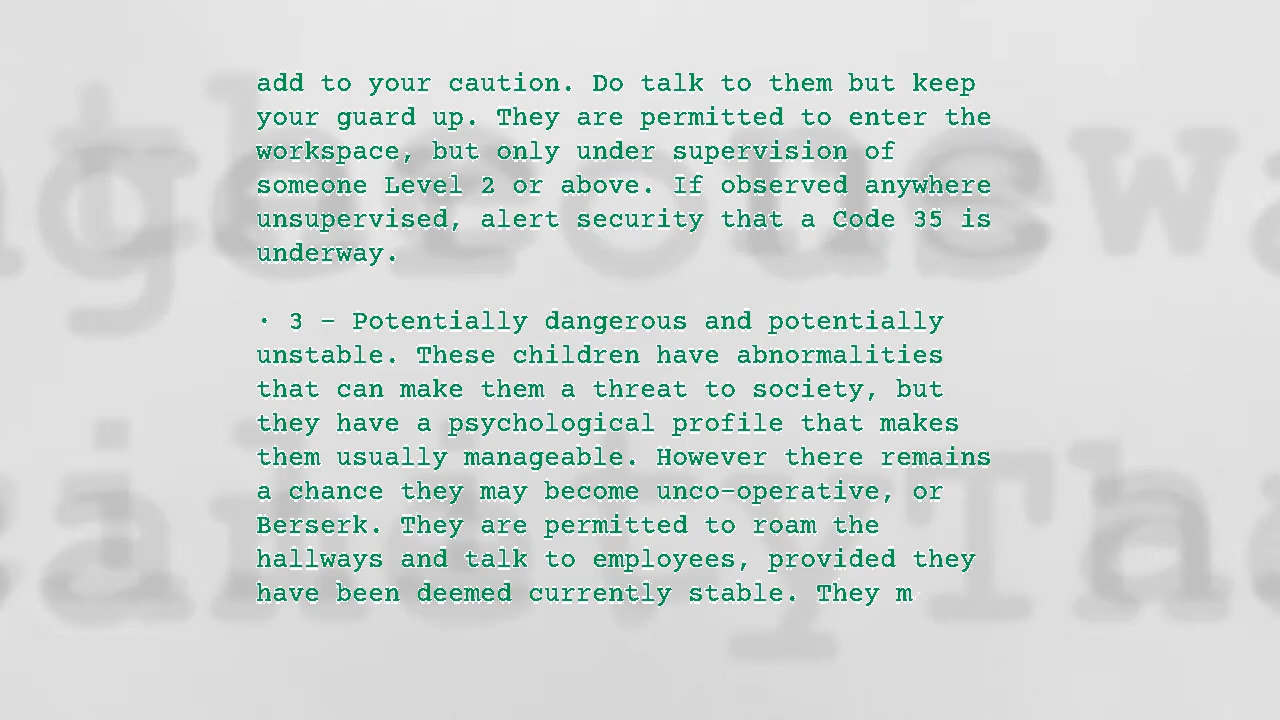 add to your caution. Do talk to them but keep
your guard up. They are permitted to enter the
workspace, but only under supervision of
someone Level 2 or above. If observed anywhere
unsupervised, alert security that a Code 35 is
underway.
· 3 – Potentially dangerous and potentially
unstable. These children have abnormalities
that can make them a threat to society, but
they have a psychological profile that makes
them usually manageable. However there remains
a chance they may become unco-operative, or
Berserk. They are permitted to roam the
hallways and talk to employees, provided they
have been deemed currently stable. They m